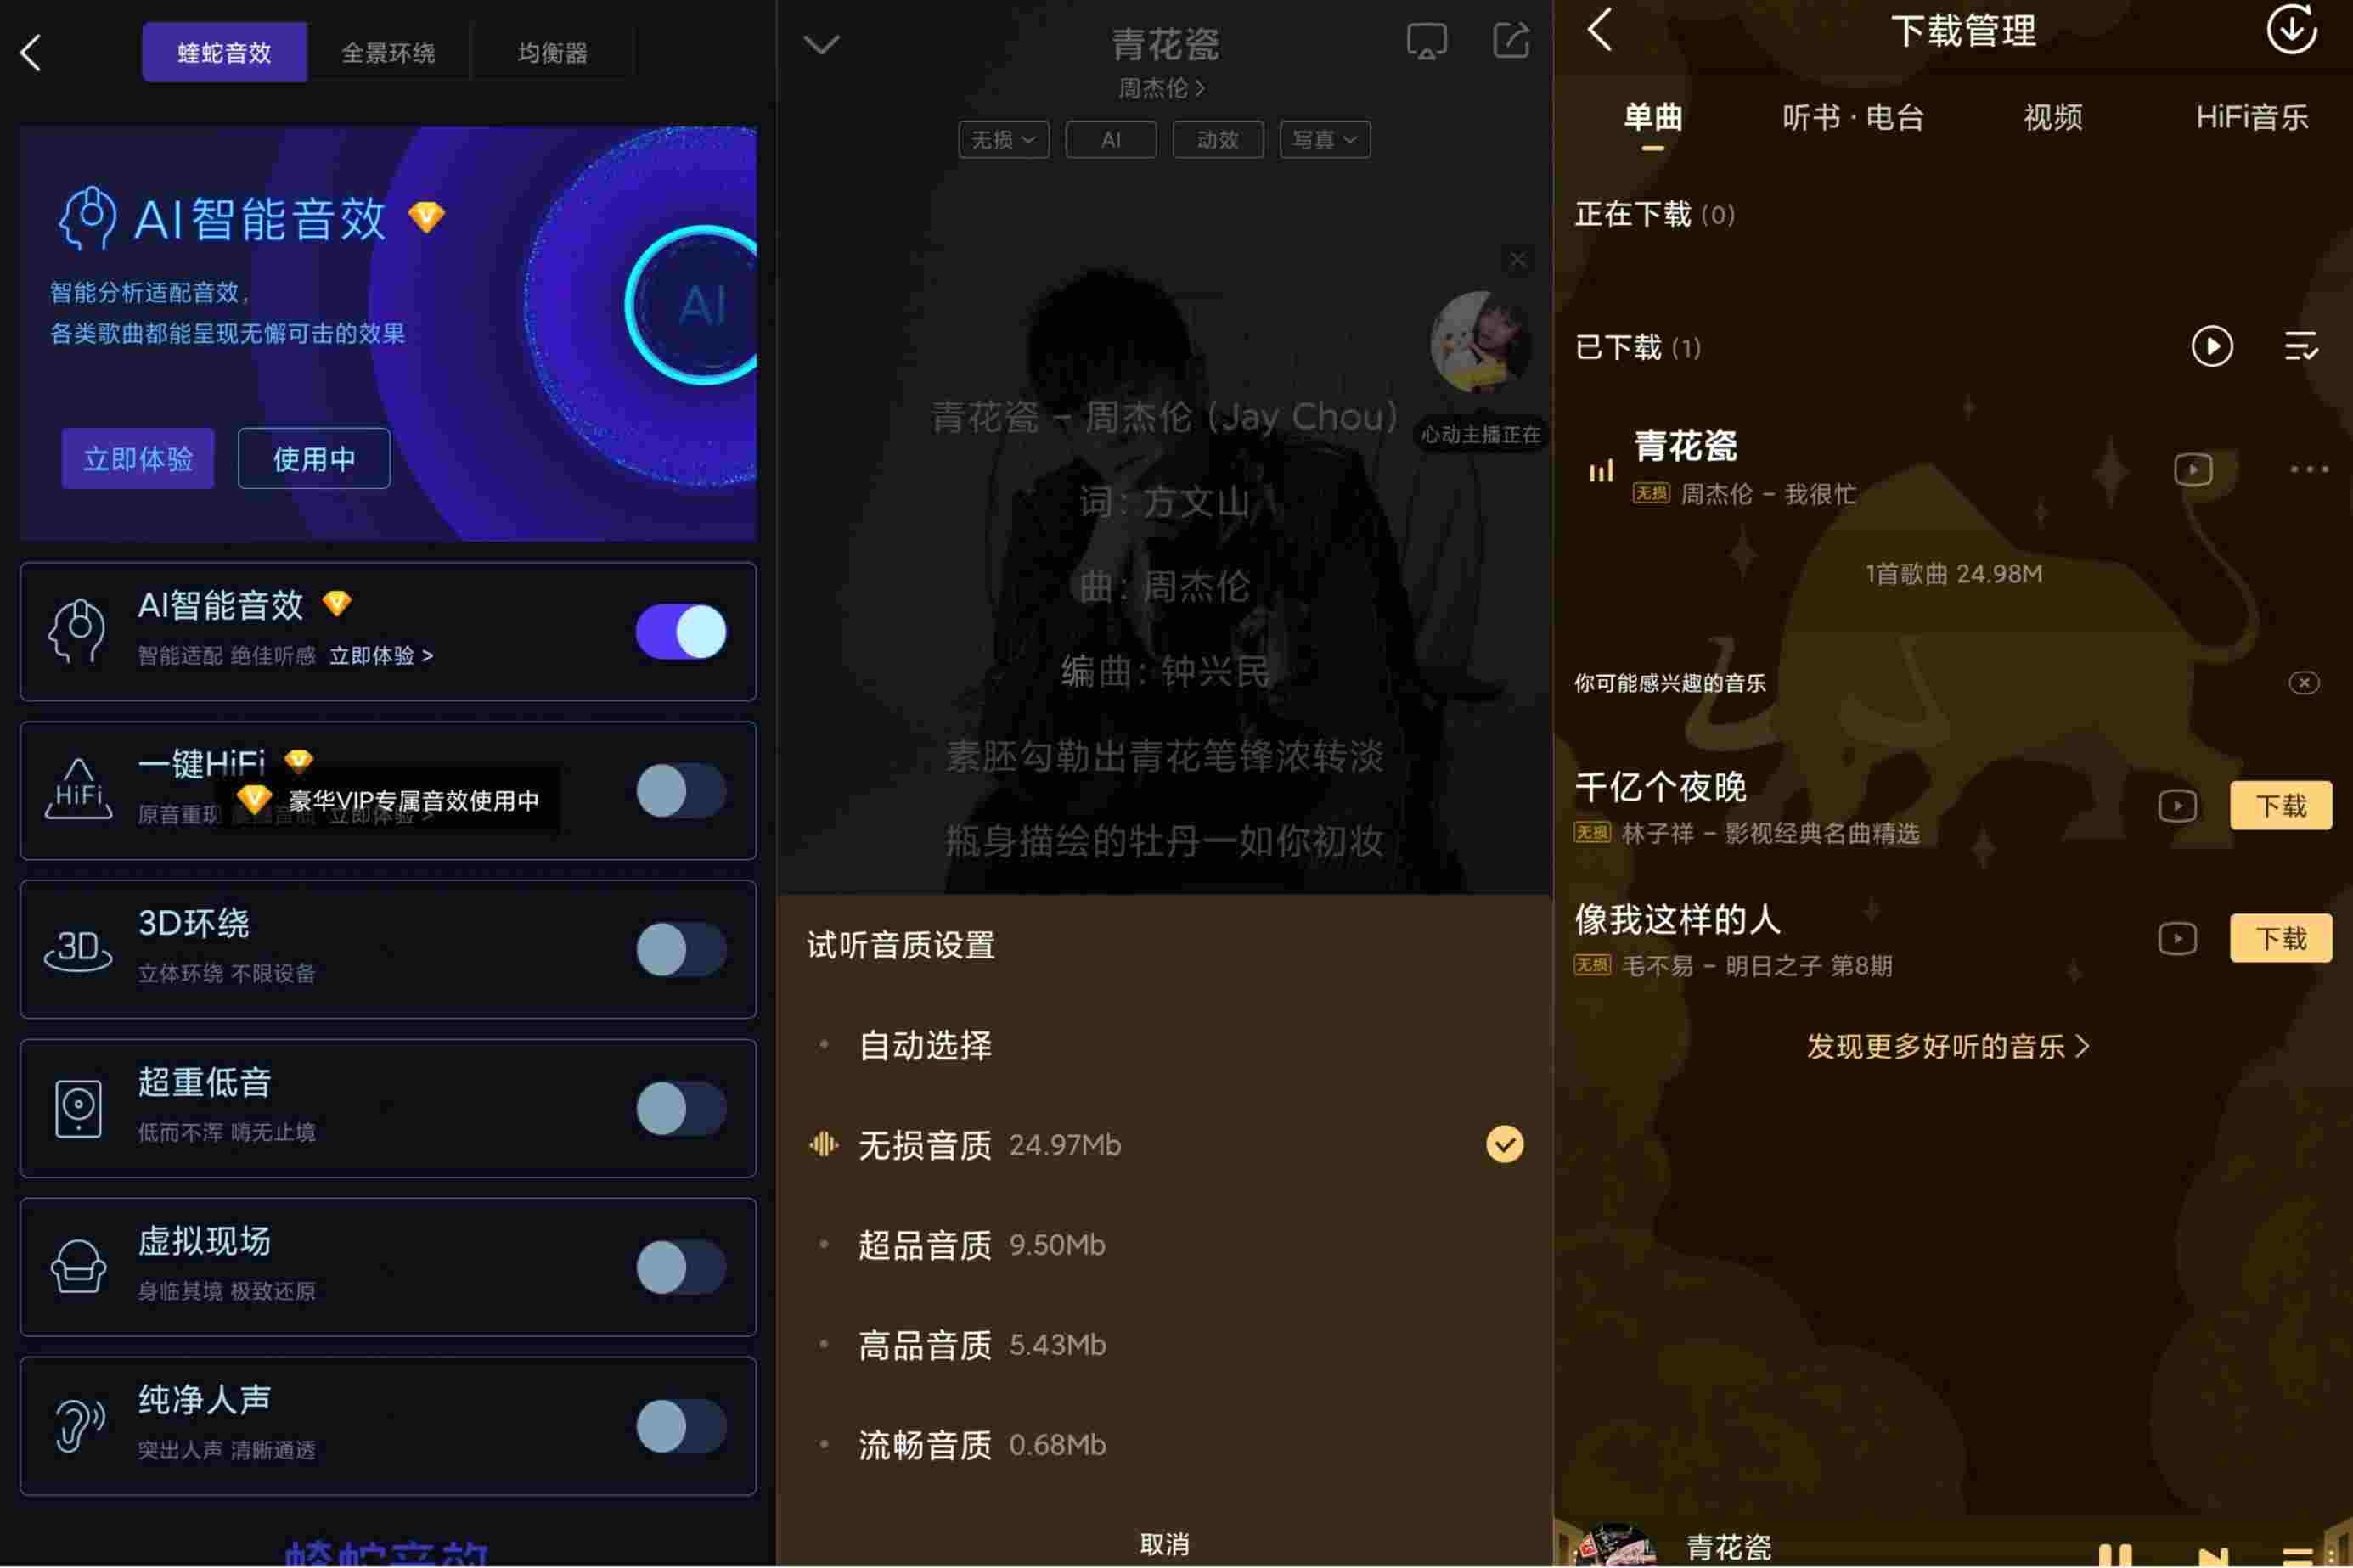 蝰蛇音效
全景环绕
均衡器
AI智能音效
智能分析适配音效，
各类歌曲都能呈现无懈可击的效果
AI
立即体验
使用中
AI智能音效
智能适配 绝佳听感 立即体验 >
一键HiFi
HiFi
原音重现
立即体验 >
豪华VIP专属音效使用中
3D环绕
3D
立体环绕 不限设备
超重低音
低而不浑 嗨无止境
虚拟现场
身临其境 极致还原
纯净人声
突出人声 清晰通透
蝰蛇音效
青花瓷
周杰伦 >
无损
AI
动效
写真
青花瓷 - 周杰伦 (Jay Chou)
心动主播正在
词：方文山
曲：周杰伦
编曲：钟兴民
素胚勾勒出青花笔锋浓转淡
瓶身描绘的牡丹一如你初妆
试听音质设置
自动选择
无损音质 24.97Mb
超品音质 9.50Mb
高品音质 5.43Mb
流畅音质 0.68Mb
取消
下载管理
单曲
听书·电台
视频
HiFi音乐
正在下载 (0)
已下载 (1)
青花瓷
无损 周杰伦 - 我很忙
1首歌曲 24.98M
你可能感兴趣的音乐
千亿个夜晚
无损 林子祥 - 影视经典名曲精选
下载
像我这样的人
无损 毛不易 - 明日之子 第8期
下载
发现更多好听的音乐 >
青花瓷